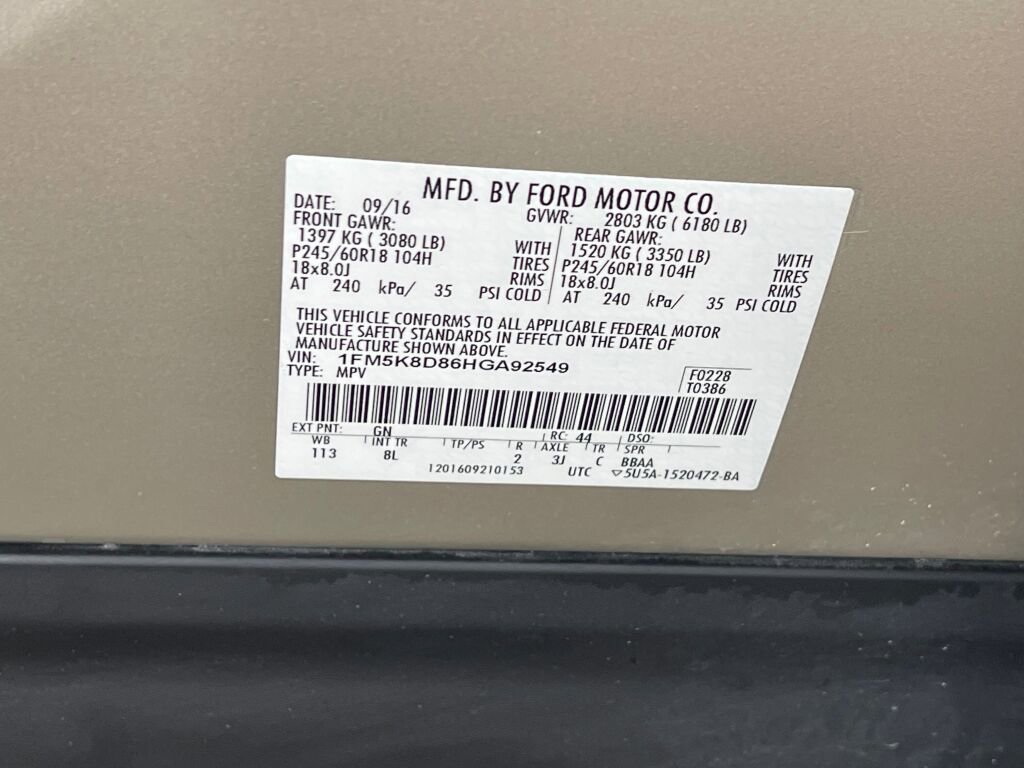 MFD. BY FORD MOTOR CO.
DATE: 09/16 GVWR: 2803 KG ( 6180 LB)
FRONT GAWR: REAR GAWR:
1397 KG ( 3080 LB) WITH 1520 KG ( 3350 LB) WITH
P245/60R18 104H TIRES P245/60R18 104H TIRES
18x8.0J RIMS 18x8.0J RIMS
AT 240 kPa/ 35 PSI COLD AT 240 kPa/ 35 PSI COLD
THIS VEHICLE CONFORMS TO ALL APPLICABLE FEDERAL MOTOR
VEHICLE SAFETY STANDARDS IN EFFECT ON THE DATE OF
MANUFACTURE SHOWN ABOVE.
VIN: 1FM5K8D86HGA92549 F0228
TYPE: MPV T0386
EXT PNT: GN RC: 44 DSO:
WB INT TR TP/PS R AXLE TR SPR
113 8L 2 3J C BBAA
1201609210153 UTC ▽5U5A-1520472-BA